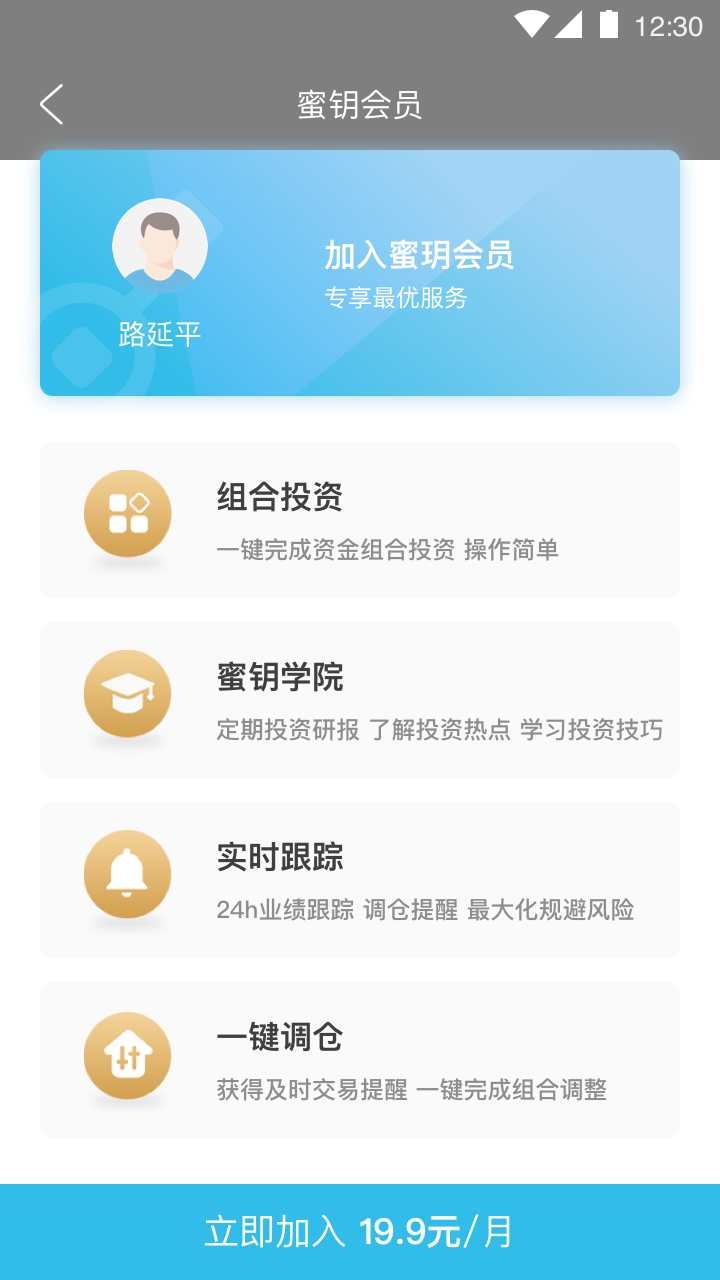 12:30
蜜钥会员
加入蜜玥会员
专享最优服务
路延平
组合投资
一键完成资金组合投资 操作简单
蜜钥学院
定期投资研报 了解投资热点 学习投资技巧
实时跟踪
24h业绩跟踪 调仓提醒 最大化规避风险
一键调仓
获得及时交易提醒 一键完成组合调整
立即加入 19.9元/月